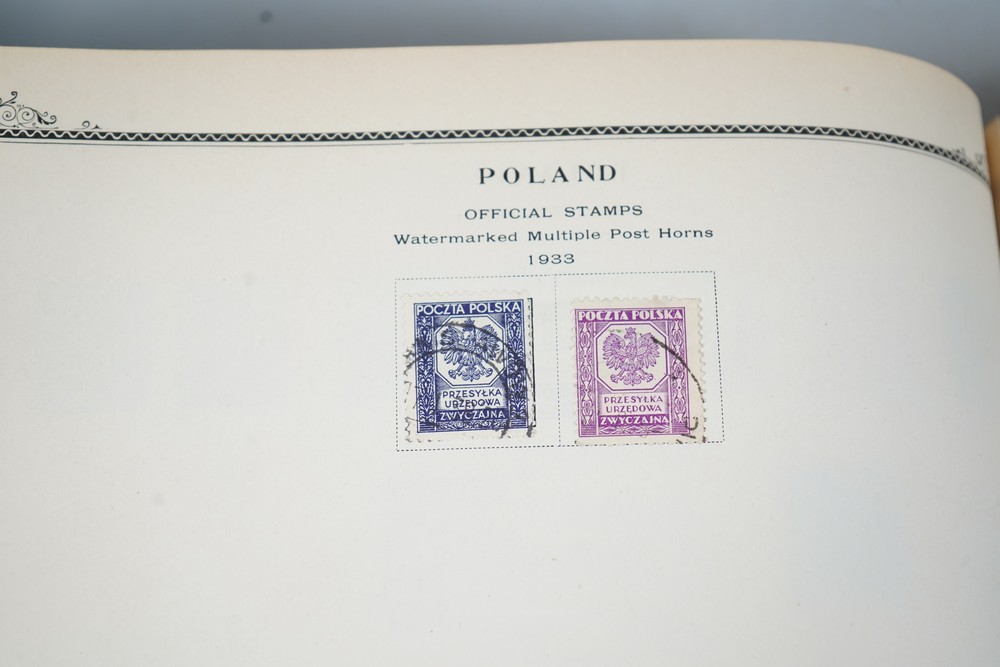 POLAND
OFFICIAL STAMPS
Watermarked Multiple Post Horns
1933
POCZTA POLSKA
PRZESYŁKA
URZĘDOWA
ZWYCZAJNA
POCZTA POLSKA
PRZESYŁKA
URZĘDOWA
ZWYCZAJNA